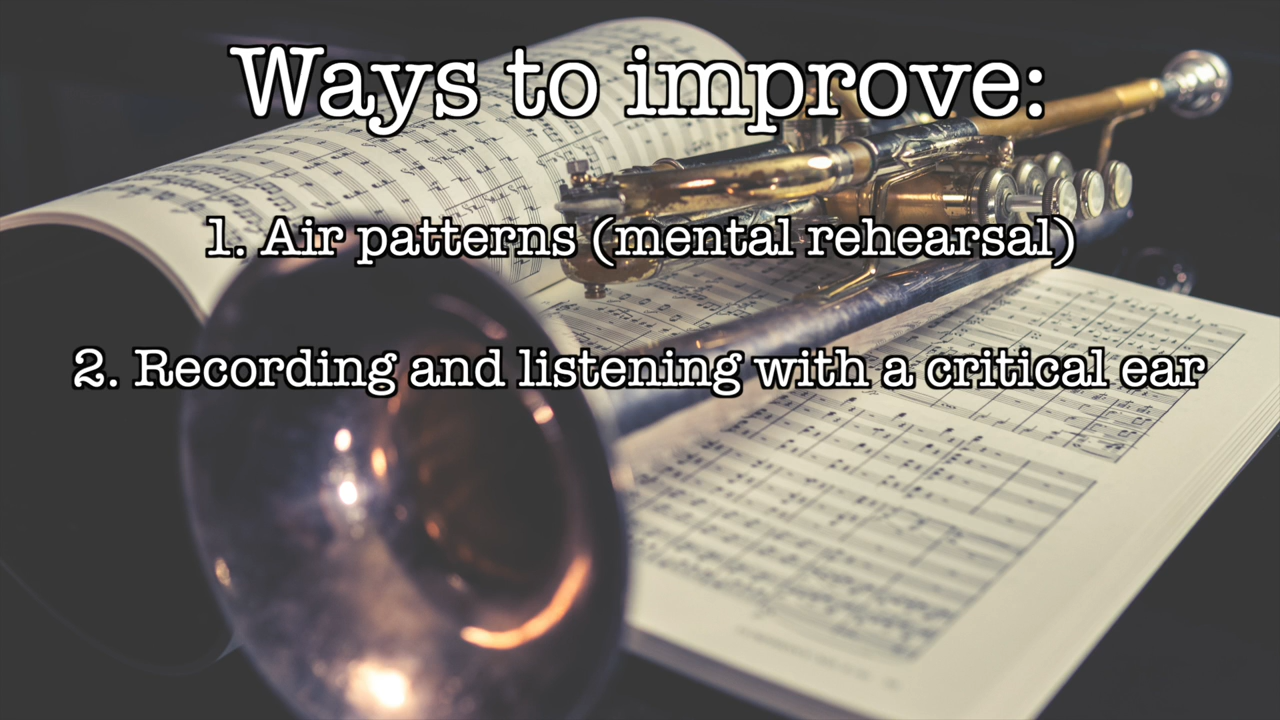 Ways to improve:
1. Air patterns (mental rehearsal)
2. Recording and listening with a critical ear